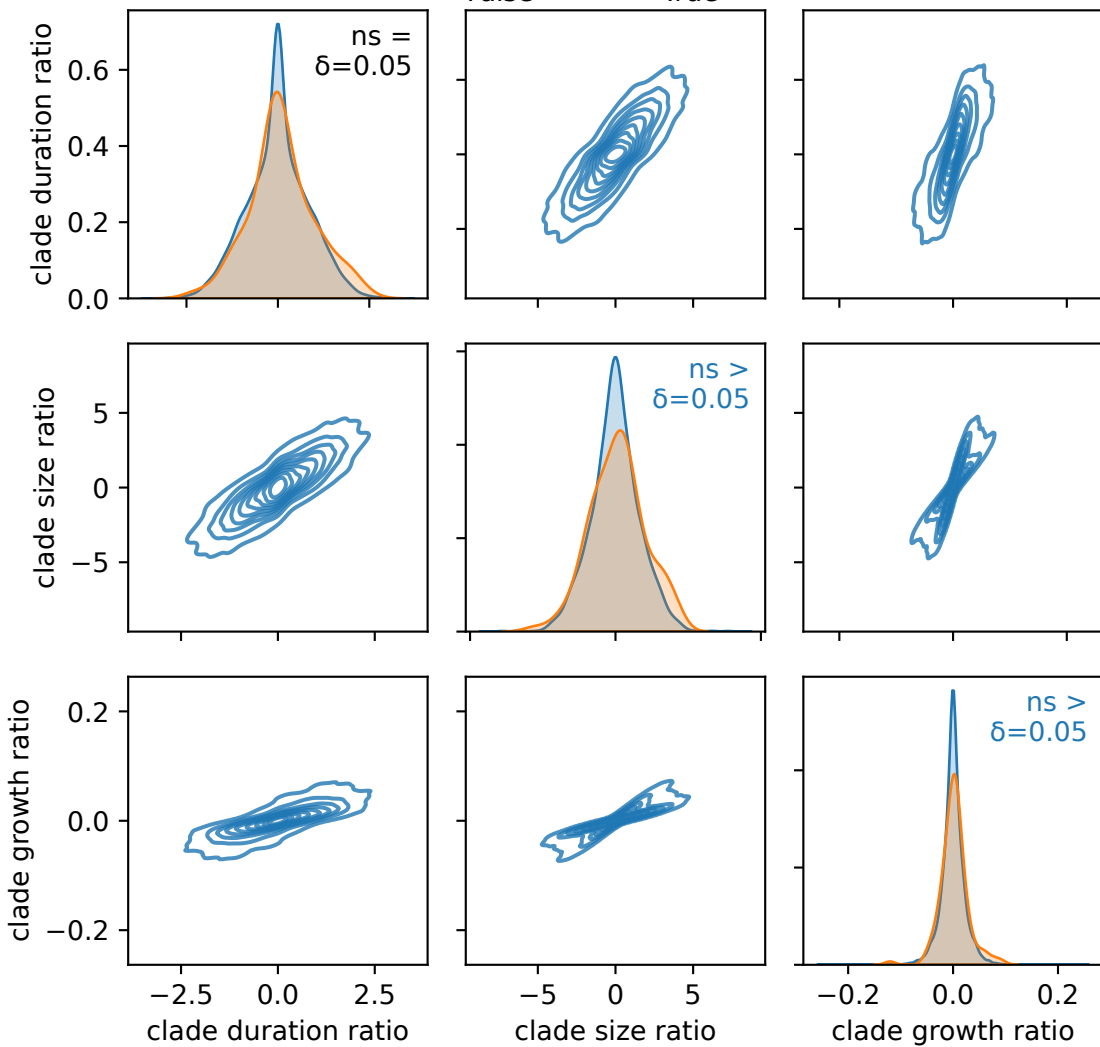 clade duration ratio
0.6
0.4
0.2
0.0
ns =
δ=0.05
clade size ratio
5
0
−5
ns >
δ=0.05
clade growth ratio
0.2
0.0
−0.2
ns >
δ=0.05
−2.5 0.0 2.5
−5 0 5
−0.2 0.0 0.2
clade duration ratio
clade size ratio
clade growth ratio